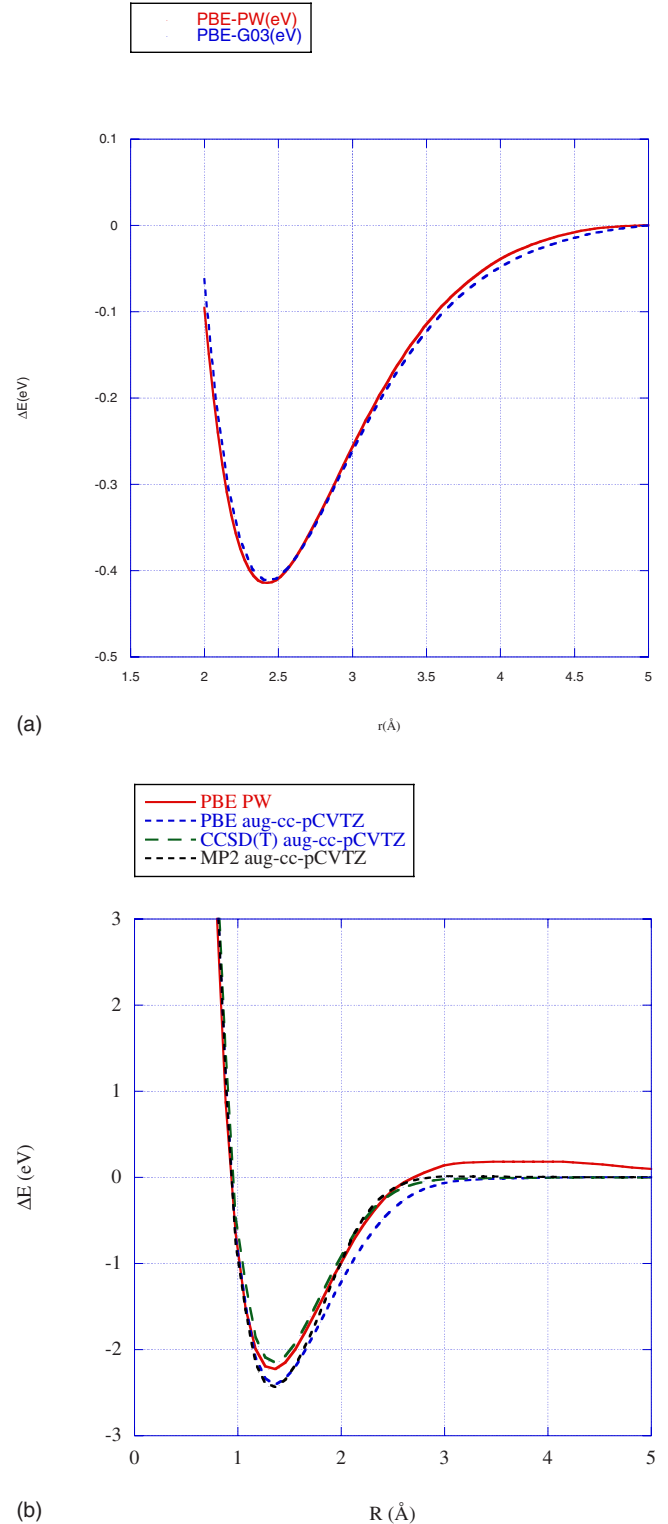 PBE-PW(eV)
PBE-G03(eV)
0.1
0
-0.1
-0.2
-0.3
-0.4
-0.5
ΔE(eV)
1.5 2 2.5 3 3.5 4 4.5 5
(a)
r(Å)
PBE PW
PBE aug-cc-pCVTZ
CCSD(T) aug-cc-pCVTZ
MP2 aug-cc-pCVTZ
3
2
1
0
-1
-2
-3
ΔE (eV)
0 1 2 3 4 5
(b)
R (Å)